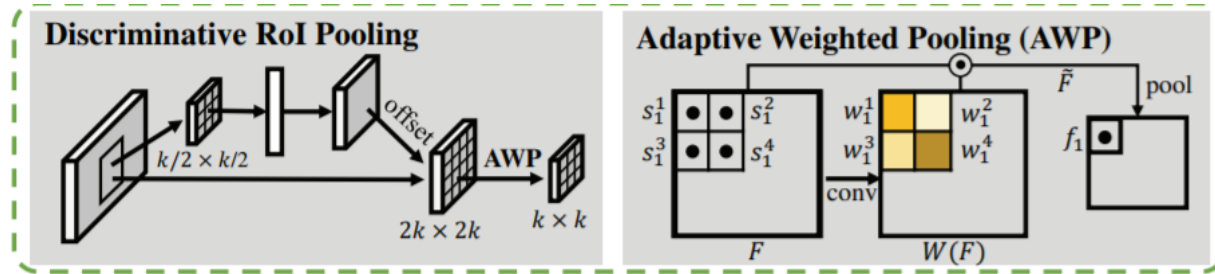 Discriminative RoI Pooling
k/2 × k/2
offset
AWP
2k × 2k
k × k
Adaptive Weighted Pooling (AWP)
F̃
pool
s₁¹ s₁² w₁¹ w₁² f₁
s₁³ s₁⁴ w₁³ w₁⁴
conv
F W(F)